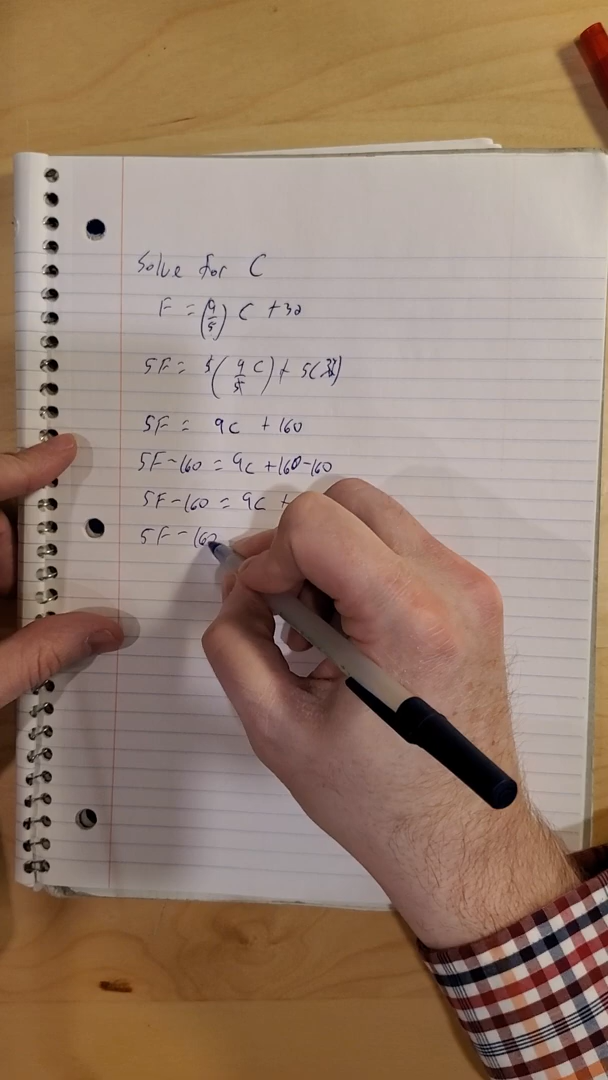 Solve for C
F = (9/5) C + 32
5F = 5(9/5 C) + 5(32)
5F = 9C + 160
5F - 160 = 9C + 160 - 160
5F - 160 = 9C +
5F - 160